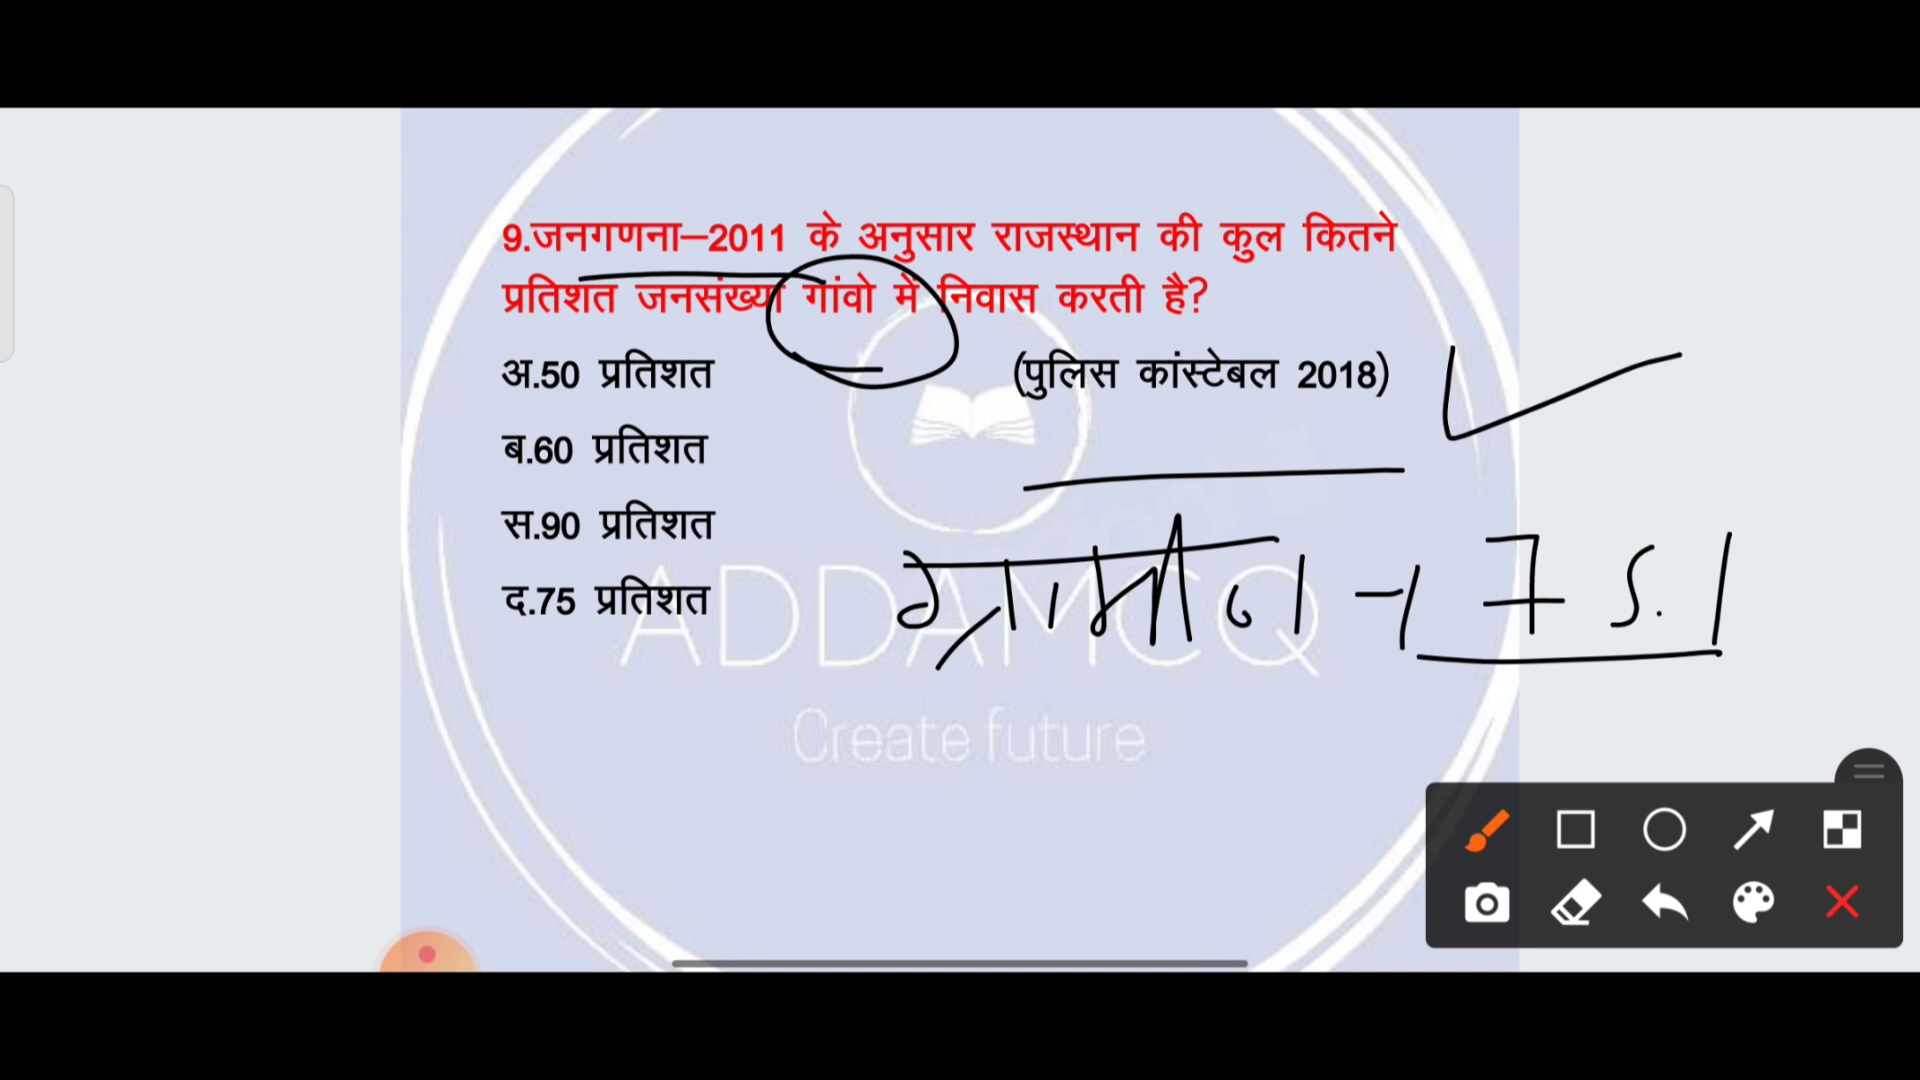 9.जनगणना–2011 के अनुसार राजस्थान की कुल कितने
प्रतिशत जनसंख्या गांवो में निवास करती है?
अ.50 प्रतिशत
(पुलिस कांस्टेबल 2018)
ब.60 प्रतिशत
स.90 प्रतिशत
द.75 प्रतिशत
ग्रामीण – 75.1
ADDAMCQ
Create future